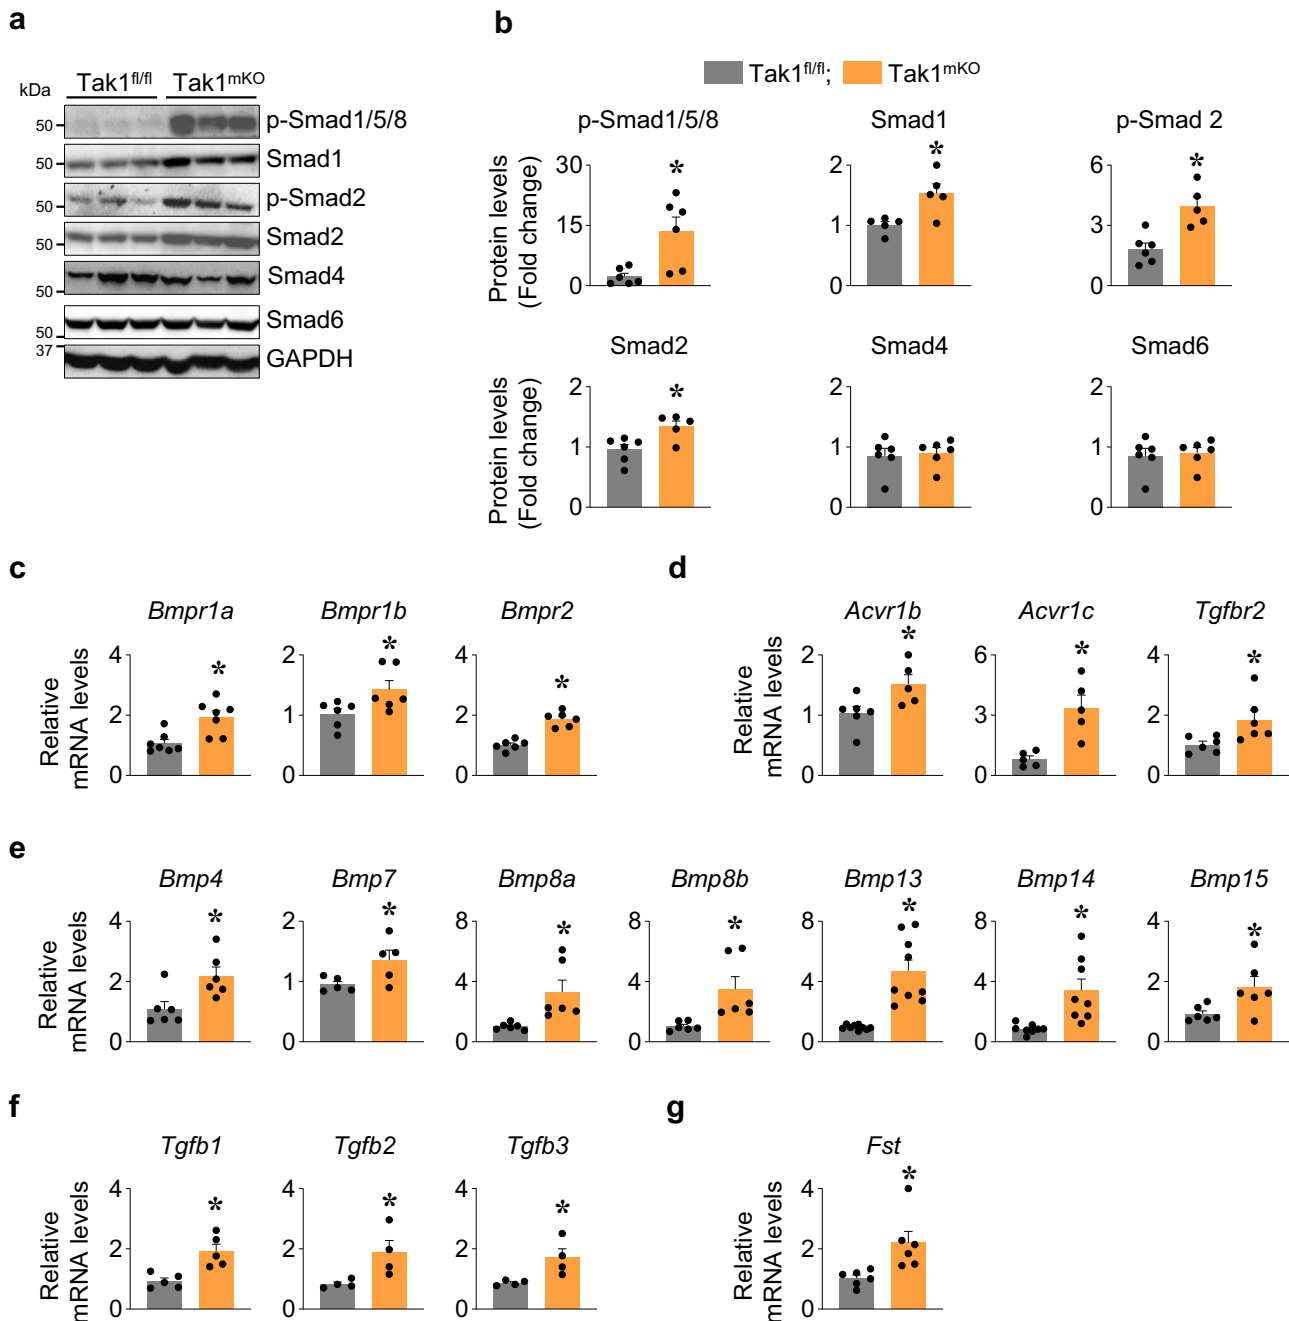 a
b
Tak1fl/fl Tak1mKO
kDa
50 p-Smad1/5/8
50 Smad1
50 p-Smad2
50 Smad2
50 Smad4
50 Smad6
37 GAPDH
Tak1fl/fl; Tak1mKO
p-Smad1/5/8 Smad1 p-Smad 2
Protein levels
(Fold change)
30 15 0 *
2 1 0 *
6 3 0 *
Smad2 Smad4 Smad6
Protein levels
(Fold change)
2 1 0 *
2 1 0
2 1 0
c
Bmpr1a Bmpr1b Bmpr2
Relative
mRNA levels
4 2 0 *
2 1 0 *
4 2 0 *
d
Acvr1b Acvr1c Tgfbr2
Relative
mRNA levels
2 1 0 *
6 3 0 *
4 2 0 *
e
Bmp4 Bmp7 Bmp8a Bmp8b Bmp13 Bmp14 Bmp15
Relative
mRNA levels
4 2 0 *
2 1 0 *
8 4 0 *
8 4 0 *
8 4 0 *
8 4 0 *
4 2 0 *
f
Tgfb1 Tgfb2 Tgfb3
Relative
mRNA levels
4 2 0 *
4 2 0 *
4 2 0 *
g
Fst
Relative
mRNA levels
4 2 0 *